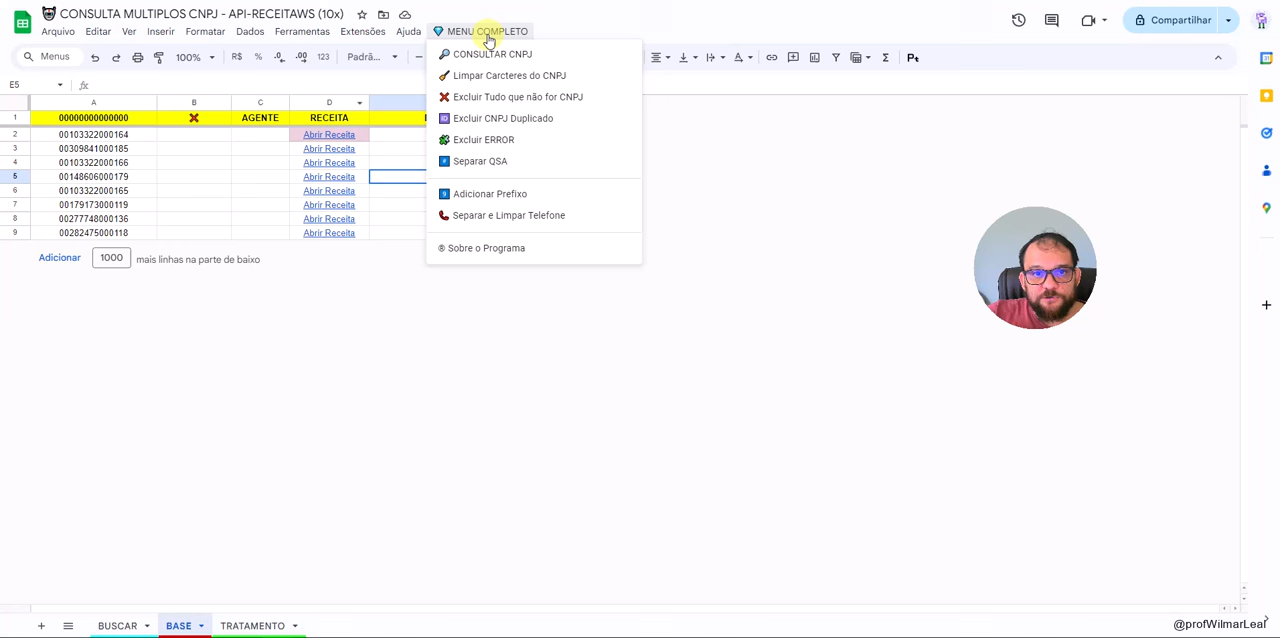 CONSULTA MULTIPLOS CNPJ - API-RECEITAWS (10x)
Arquivo Editar Ver Inserir Formatar Dados Ferramentas Extensões Ajuda MENU COMPLETO
Compartilhar
Menus 100% R$ % .0 .00 123 Padrã...
CONSULTAR CNPJ
Limpar Carcteres do CNPJ
Excluir Tudo que não for CNPJ
Excluir CNPJ Duplicado
Excluir ERROR
Separar QSA
Adicionar Prefixo
Separar e Limpar Telefone
® Sobre o Programa
E5 fx
A B C D
1 00000000000000 AGENTE RECEITA
2 00103322000164 Abrir Receita
3 00309841000185 Abrir Receita
4 00103322000166 Abrir Receita
5 00148606000179 Abrir Receita
6 00103322000165 Abrir Receita
7 00179173000119 Abrir Receita
8 00277748000136 Abrir Receita
9 00282475000118 Abrir Receita
Adicionar 1000 mais linhas na parte de baixo
BUSCAR BASE TRATAMENTO
@profWilmarLeal